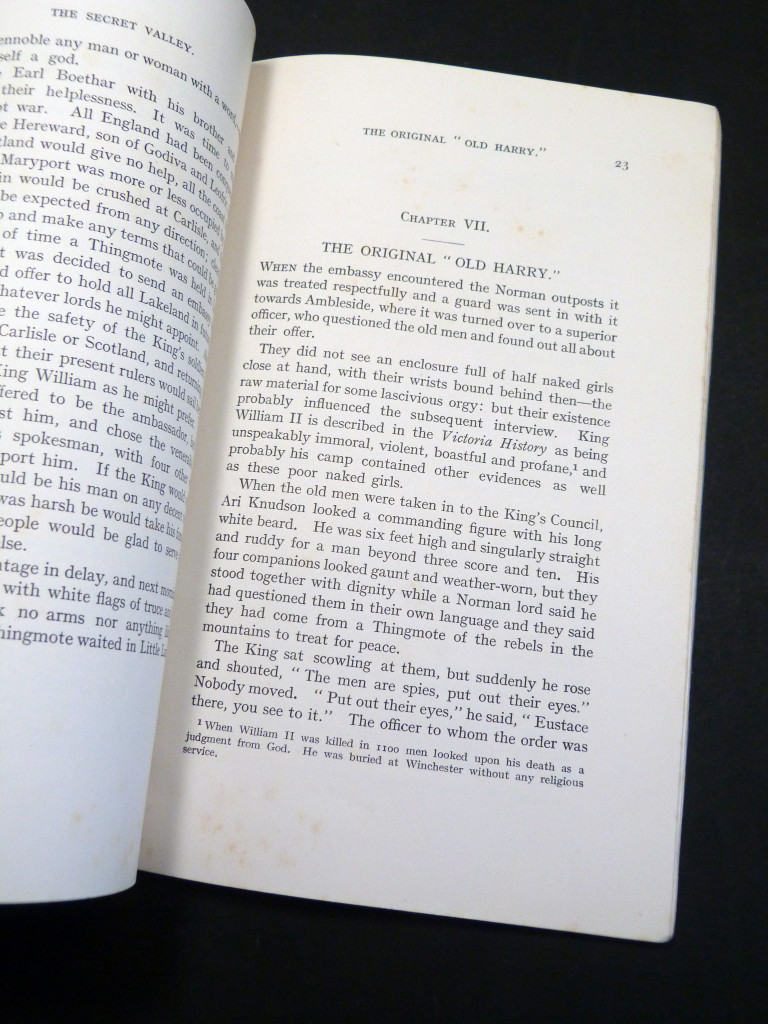 THE SECRET VALLEY.
ennoble any man or woman with a word,
self a god.
Earl Boethar with his brother and
their helplessness. It was time to
ot war. All England had been
e Hereward, son of Godiva and
tland would give no help, all the
Maryport was more or less occupied
in would be crushed at Carlisle, and
be expected from any direction;
and make any terms that could be
of time a Thingmote was held in
t was decided to send an
d offer to hold all Lakeland in
whatever lords he might appoint.
e the safety of the King's
Carlisle or Scotland, and returning
t their present rulers would
King William as he might prefer.
ffered to be the ambassador,
st him, and chose the
spokesman, with four other
port him. If the King would
uld be his man on any decent
was harsh be would take his
eople would be glad to serve
else.
ntage in delay, and next
with white flags of truce and
k no arms nor anything
hingmote waited in Little
THE ORIGINAL "OLD HARRY."
23
CHAPTER VII.
THE ORIGINAL "OLD HARRY."
WHEN the embassy encountered the Norman outposts it
was treated respectfully and a guard was sent in with it
towards Ambleside, where it was turned over to a superior
officer, who questioned the old men and found out all about
their offer.
They did not see an enclosure full of half naked girls
close at hand, with their wrists bound behind then—the
raw material for some lascivious orgy: but their existence
probably influenced the subsequent interview. King
William II is described in the Victoria History as being
unspeakably immoral, violent, boastful and profane,¹ and
probably his camp contained other evidences as well
as these poor naked girls.
When the old men were taken in to the King's Council,
Ari Knudson looked a commanding figure with his long
white beard. He was six feet high and singularly straight
and ruddy for a man beyond three score and ten. His
four companions looked gaunt and weather-worn, but they
stood together with dignity while a Norman lord said he
had questioned them in their own language and they said
they had come from a Thingmote of the rebels in the
mountains to treat for peace.
The King sat scowling at them, but suddenly he rose
and shouted, "The men are spies, put out their eyes."
Nobody moved. "Put out their eyes," he said, "Eustace
there, you see to it." The officer to whom the order was
¹ When William II was killed in 1100 men looked upon his death as a
judgment from God. He was buried at Winchester without any religious
service.